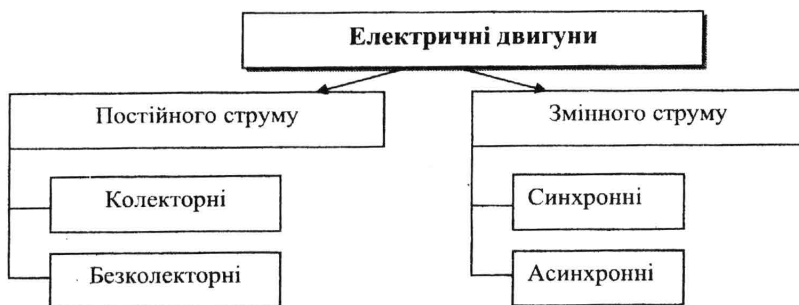 Електричні двигуни
Постійного струму
Змінного струму
Колекторні
Синхронні
Безколекторні
Асинхронні